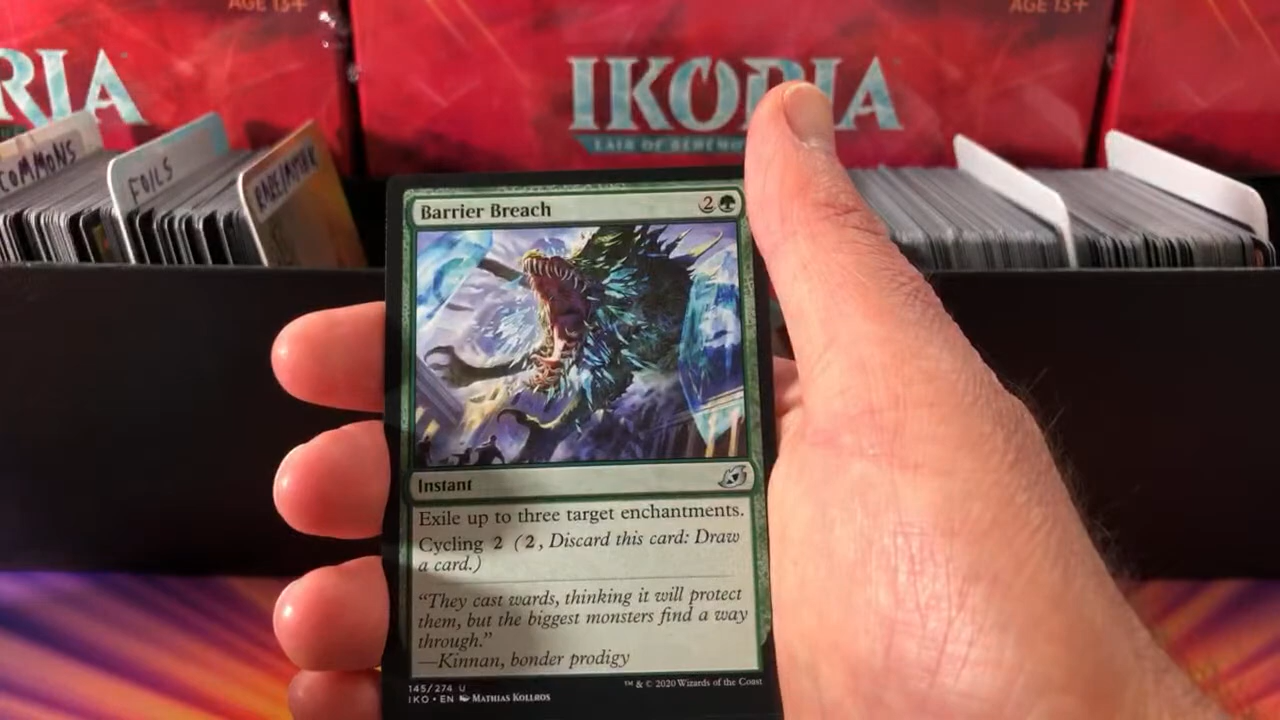 AGE 13+
AGE 13+
RIA
IKORIA
LAIR OF BEHEMO
COMMONS
FOILS
RARE/MYTHIC
Barrier Breach 2
Instant
Exile up to three target enchantments.
Cycling 2 (2, Discard this card: Draw
a card.)
“They cast wards, thinking it will protect
them, but the biggest monsters find a way
through.”
—Kinnan, bonder prodigy
145/274 U
IKO • EN MATHIAS KOLLROS
™ & © 2020 Wizards of the Coast